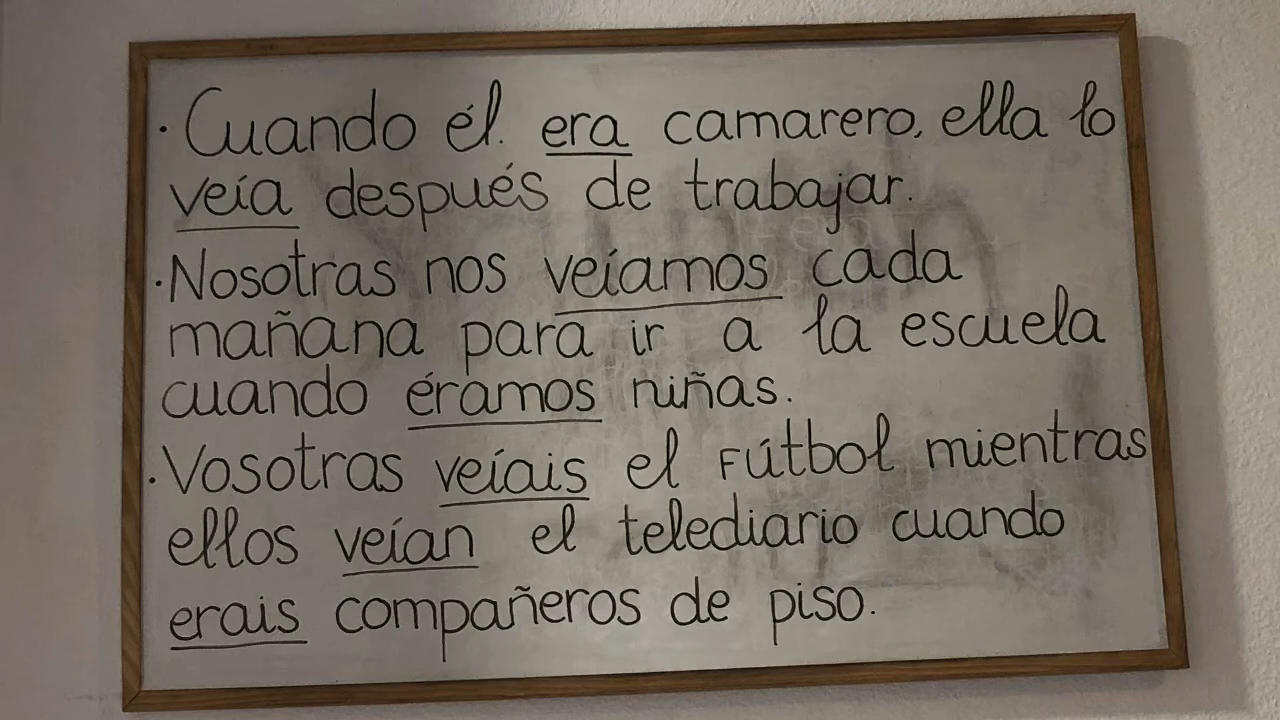 · Cuando él. era camarero, ella lo
veía después de trabajar.
· Nosotras nos veíamos cada
mañana para ir a la escuela
cuando éramos niñas.
· Vosotras veíais el fútbol mientras
ellos veían el telediario cuando
erais compañeros de piso.